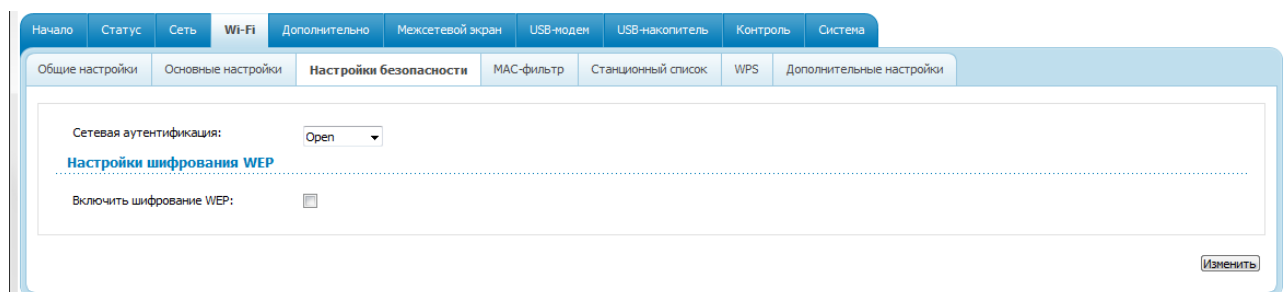 Начало Статус Сеть Wi-Fi Дополнительно Межсетевой экран USB-модем USB-накопитель Контроль Система
Общие настройки Основные настройки Настройки безопасности MAC-фильтр Станционный список WPS Дополнительные настройки
Сетевая аутентификация: Open
Настройки шифрования WEP
Включить шифрование WEP:
Изменить